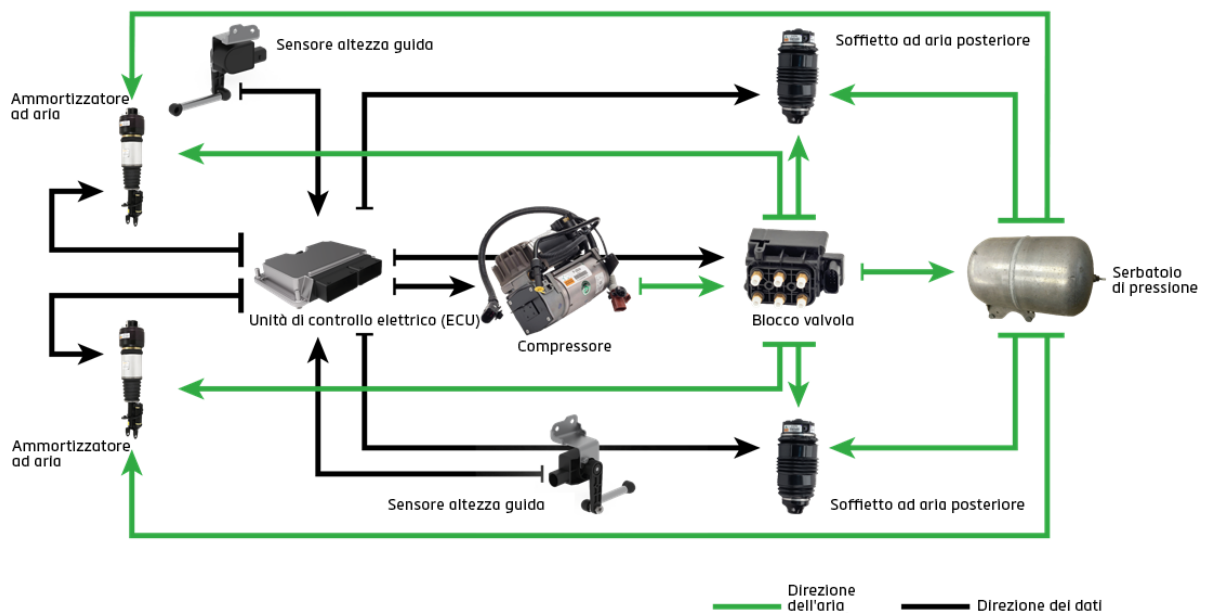 Sensore altezza guida
Soffietto ad aria posteriore
Ammortizzatore
ad aria
Unità di controllo elettrico (ECU)
Compressore
Blocco valvola
Serbatoio
di pressione
Ammortizzatore
ad aria
Sensore altezza guida
Soffietto ad aria posteriore
Direzione
dell'aria
Direzione dei dati